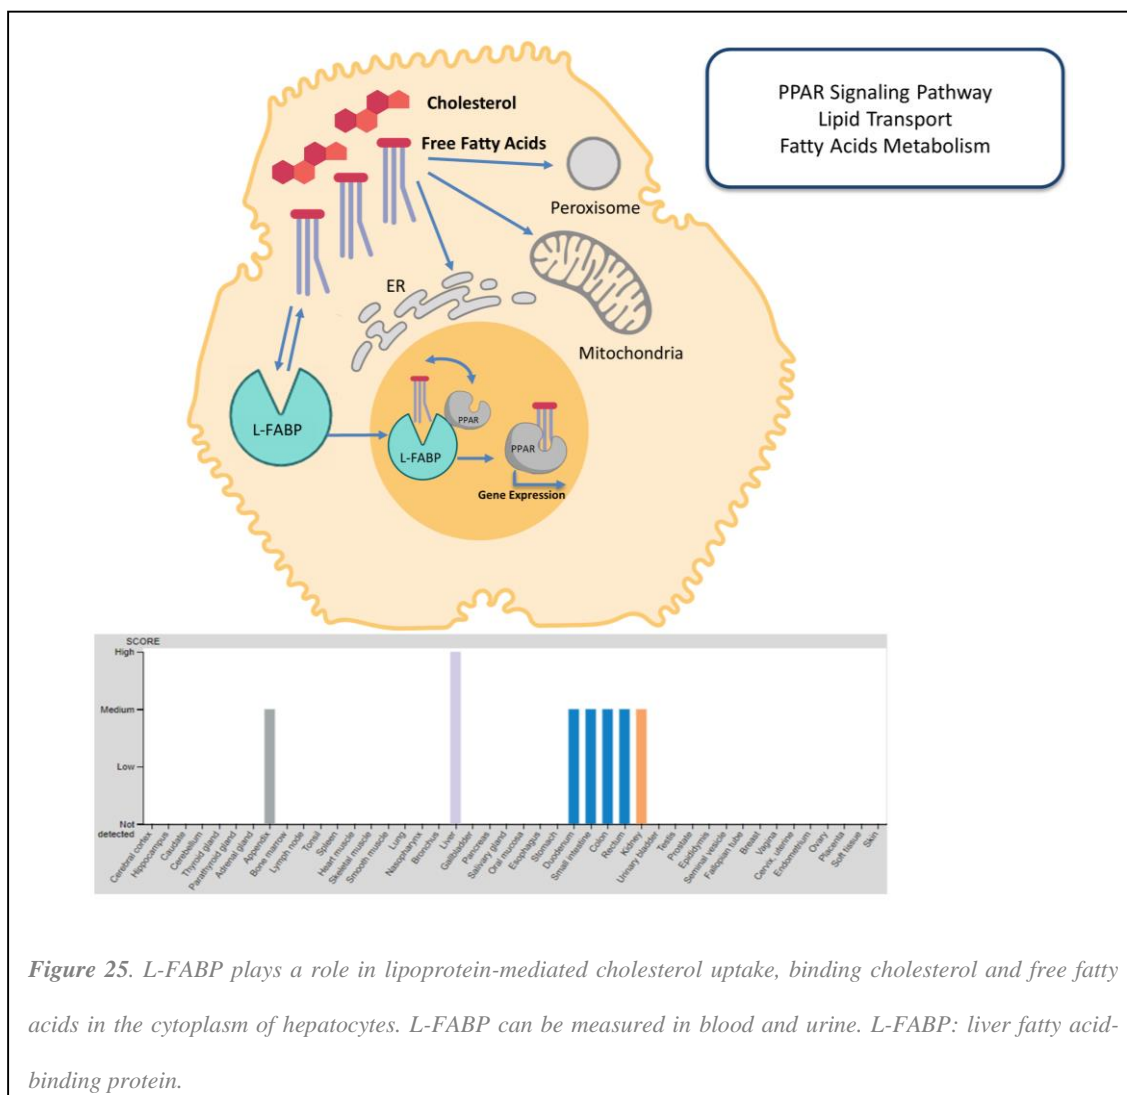 Cholesterol
Free Fatty Acids
PPAR Signaling Pathway
Lipid Transport
Fatty Acids Metabolism
Peroxisome
ER
Mitochondria
L-FABP
PPAR
L-FABP
PPAR
Gene Expression
SCORE
High
Medium
Low
Not
detected
Cerebral cortex
Hippocampus
Caudate
Cerebellum
Thyroid gland
Parathyroid gland
Adrenal gland
Appendix
Bone marrow
Lymph node
Tonsil
Spleen
Heart muscle
Skeletal muscle
Smooth muscle
Lung
Nasopharynx
Bronchus
Liver
Gallbladder
Pancreas
Salivary gland
Oral mucosa
Esophagus
Stomach
Duodenum
Small intestine
Colon
Rectum
Kidney
Urinary bladder
Testis
Prostate
Epididymis
Seminal vesicle
Fallopian tube
Breast
Vagina
Cervix, uterine
Endometrium
Ovary
Placenta
Soft tissue
Skin
Figure 25. L-FABP plays a role in lipoprotein-mediated cholesterol uptake, binding cholesterol and free fatty
acids in the cytoplasm of hepatocytes. L-FABP can be measured in blood and urine. L-FABP: liver fatty acid-
binding protein.